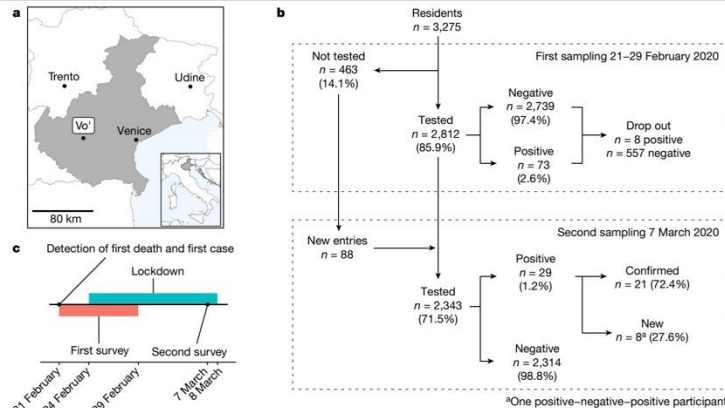 a
Trento
Udine
Vo'
Venice
80 km
b
Residents
n = 3,275
First sampling 21–29 February 2020
Not tested
n = 463
(14.1%)
Tested
n = 2,812
(85.9%)
Negative
n = 2,739
(97.4%)
Positive
n = 73
(2.6%)
Drop out
n = 8 positive
n = 557 negative
Second sampling 7 March 2020
New entries
n = 88
Tested
n = 2,343
(71.5%)
Positive
n = 29
(1.2%)
Confirmed
n = 21 (72.4%)
New
n = 8ᵃ (27.6%)
Negative
n = 2,314
(98.8%)
ᵃOne positive–negative–positive participant
c
Detection of first death and first case
Lockdown
First survey
Second survey
21 February
24 February
29 February
7 March
8 March